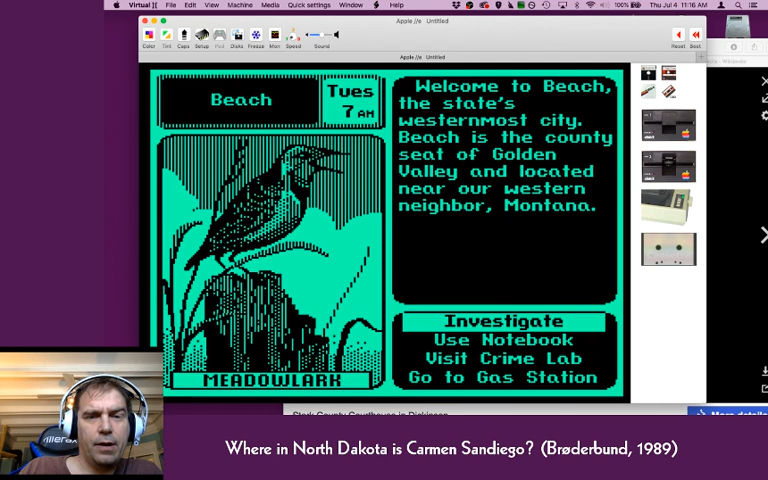 Virtual ][ File Edit View Machine Media Quick settings Window Help
100%
Thu Jul 4 11:16 AM
Apple //e Untitled
Color Tint Caps Setup Pad Disks Freeze Mon Speed Sound Reset
Apple //e Untitled
Beach
Tues
7 AM
Welcome to Beach,
the state's
westernmost city.
Beach is the county
seat of Golden
Valley and located
near our western
neighbor, Montana.
MEADOWLARK
Investigate
Use Notebook
Visit Crime Lab
Go to Gas Station
Stark County Courthouse in Dickinson
More details
Where in North Dakota is Carmen Sandiego? (Brøderbund, 1989)